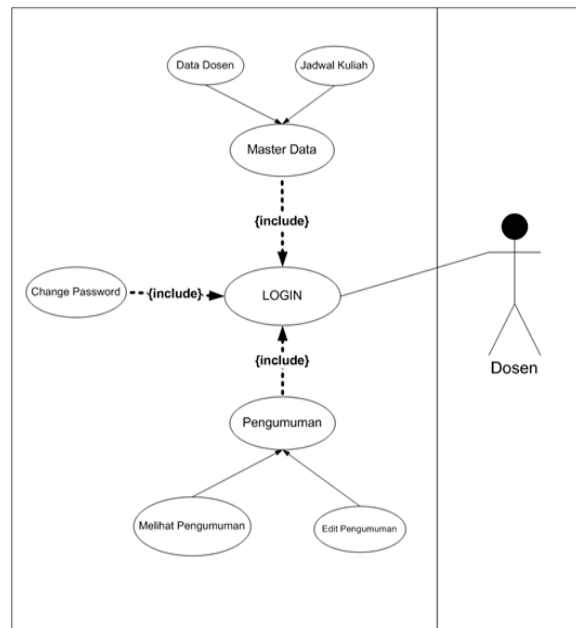 Data Dosen
Jadwal Kuliah
Master Data
{include}
Change Password
{include}
LOGIN
{include}
Dosen
Pengumuman
Melihat Pengumuman
Edit Pengumuman